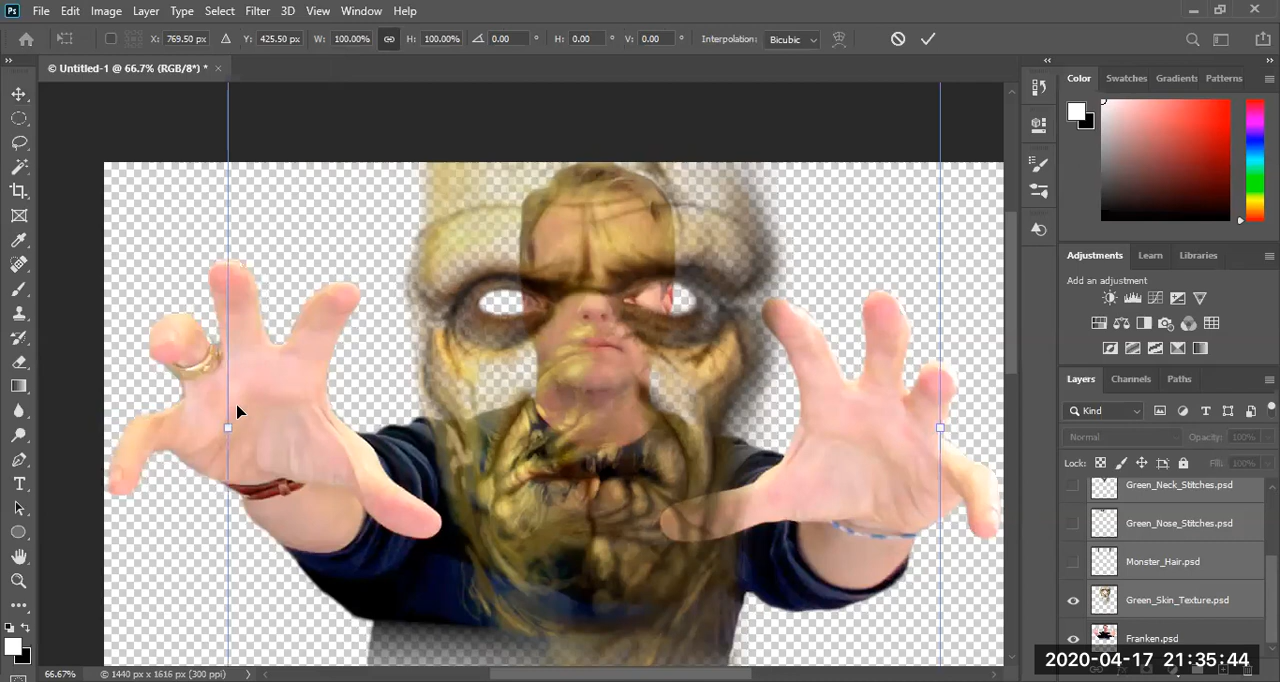 Ps File Edit Image Layer Type Select Filter 3D View Window Help
X: 769.50 px Y: 425.50 px W: 100.00% H: 100.00% 0.00 ° H: 0.00 ° V: 0.00 ° Interpolation: Bicubic
© Untitled-1 @ 66.7% (RGB/8*) * ×
Color Swatches Gradients Patterns
Adjustments Learn Libraries
Add an adjustment
Layers Channels Paths
Kind
Normal Opacity: 100%
Lock: Fill: 100%
Green_Neck_Stitches.psd
Green_Nose_Stitches.psd
Monster_Hair.psd
Green_Skin_Texture.psd
Franken.psd
2020-04-17 21:35:44
66.67% © 1440 px x 1616 px (300 ppi)